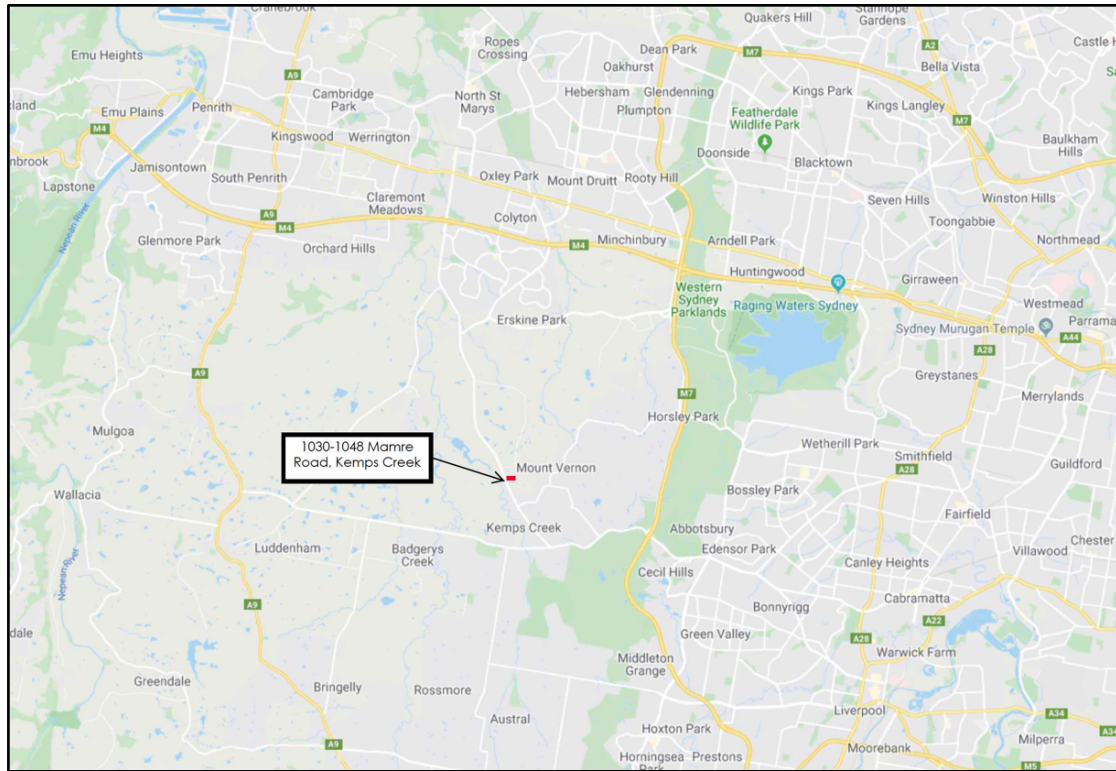 Cranebrook
Quakers Hill
Stanhope
Gardens
Castle H
Emu Heights
Ropes
Crossing
Dean Park
M7
A2
Bella Vista
A9
Oakhurst
Cambridge
Park
North St
Marys
Hebersham
Glendenning
Kings Park
Kings Langley
Emu Plains
Penrith
Plumpton
Featherdale
Wildlife Park
M7
M4
Kingswood
Werrington
Baulkham
Hills
nbrook
Jamisontown
Doonside
Blacktown
Lapstone
South Penrith
Oxley Park
Mount Druitt
Rooty Hill
Seven Hills
Winston Hills
Claremont
Meadows
Nepean River
A9
M4
Colyton
Toongabbie
Glenmore Park
Orchard Hills
M4
Minchinbury
Arndell Park
Northmead
Huntingwood
Girraween
Western
Sydney
Parklands
Raging Waters Sydney
Westmead
Erskine Park
Sydney Murugan Temple
Parrama
A44
A28
A9
Greystanes
M7
Merrylands
Horsley Park
Mulgoa
1030-1048 Mamre
Road, Kemps Creek
Wetherill Park
Smithfield
Guildford
Mount Vernon
A28
Wallacia
Bossley Park
Fairfield
Kemps Creek
Abbotsbury
Chester
Luddenham
Badgerys
Creek
Edensor Park
Villawood
Nepean River
Cecil Hills
Canley Heights
Cabramatta
A9
Bonnyrigg
A22
dale
Green Valley
A28
Warwick Farm
Middleton
Grange
Greendale
Bringelly
Rossmore
Liverpool
Austral
A34
Hoxton Park
A34
A9
Milperra
Horningsea
Park
Prestons
Moorebank
M5